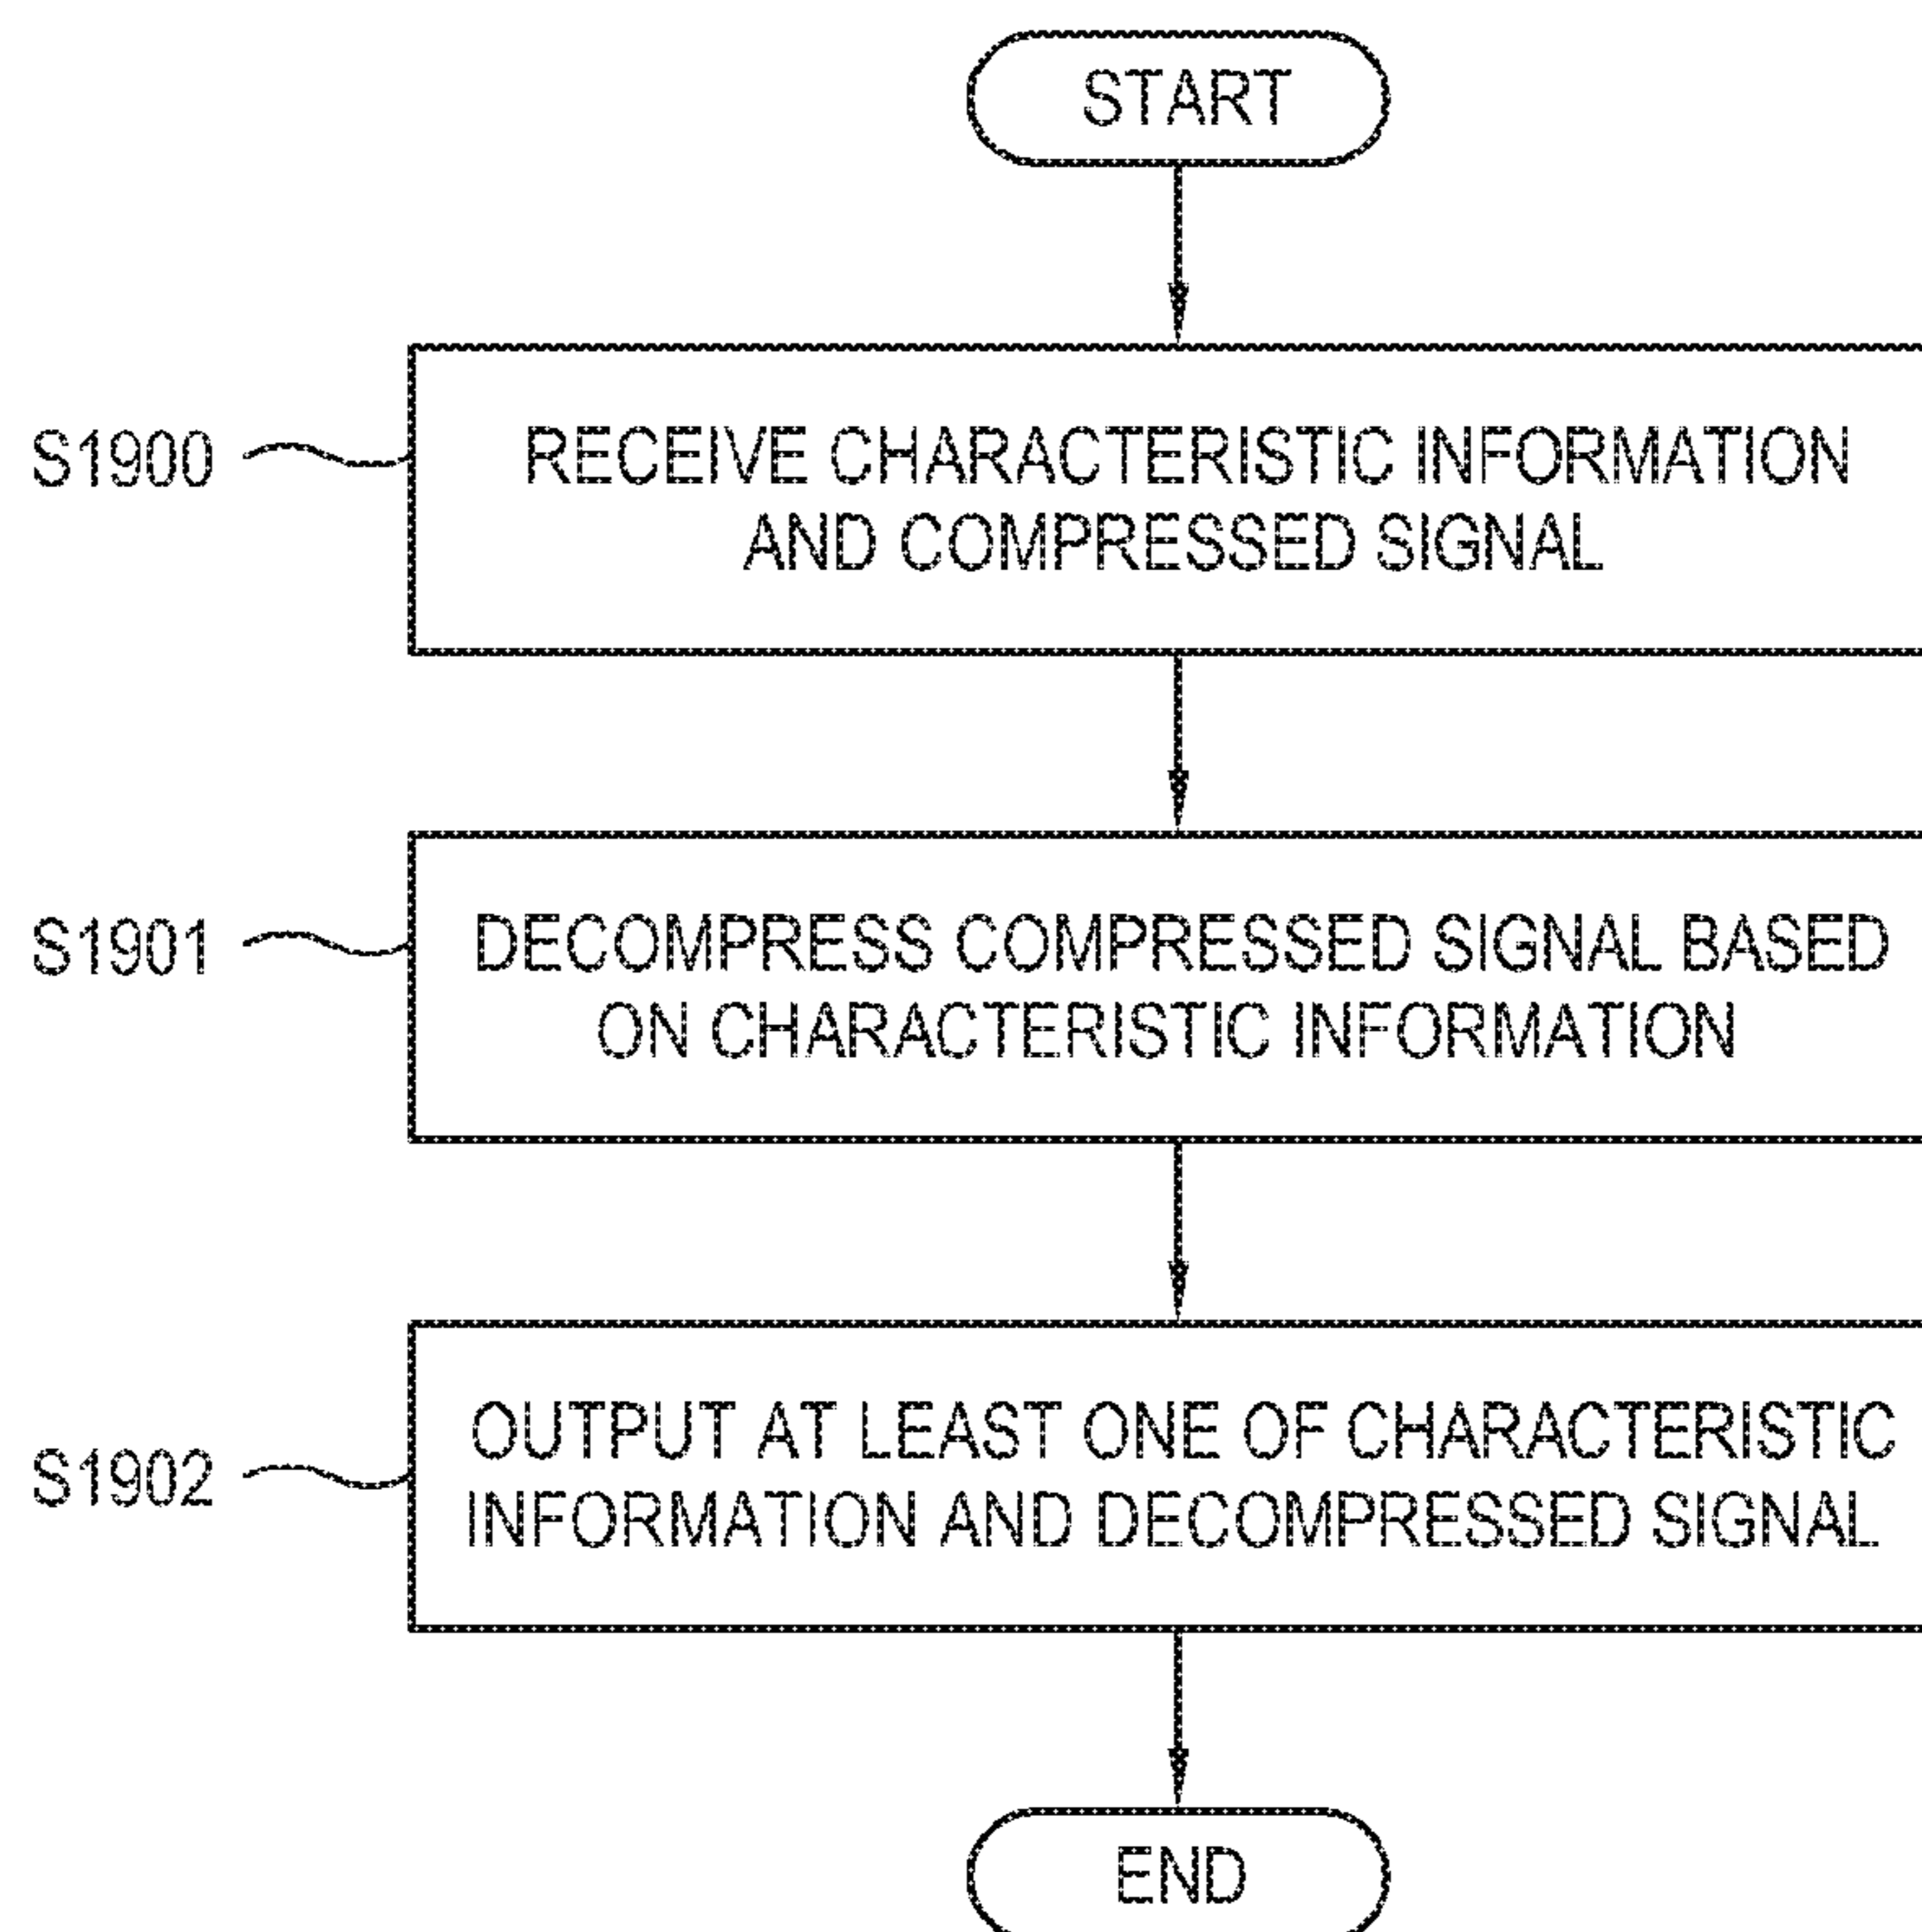 START
S1900
RECEIVE CHARACTERISTIC INFORMATION
AND COMPRESSED SIGNAL
S1901
DECOMPRESS COMPRESSED SIGNAL BASED
ON CHARACTERISTIC INFORMATION
S1902
OUTPUT AT LEAST ONE OF CHARACTERISTIC
INFORMATION AND DECOMPRESSED SIGNAL
END